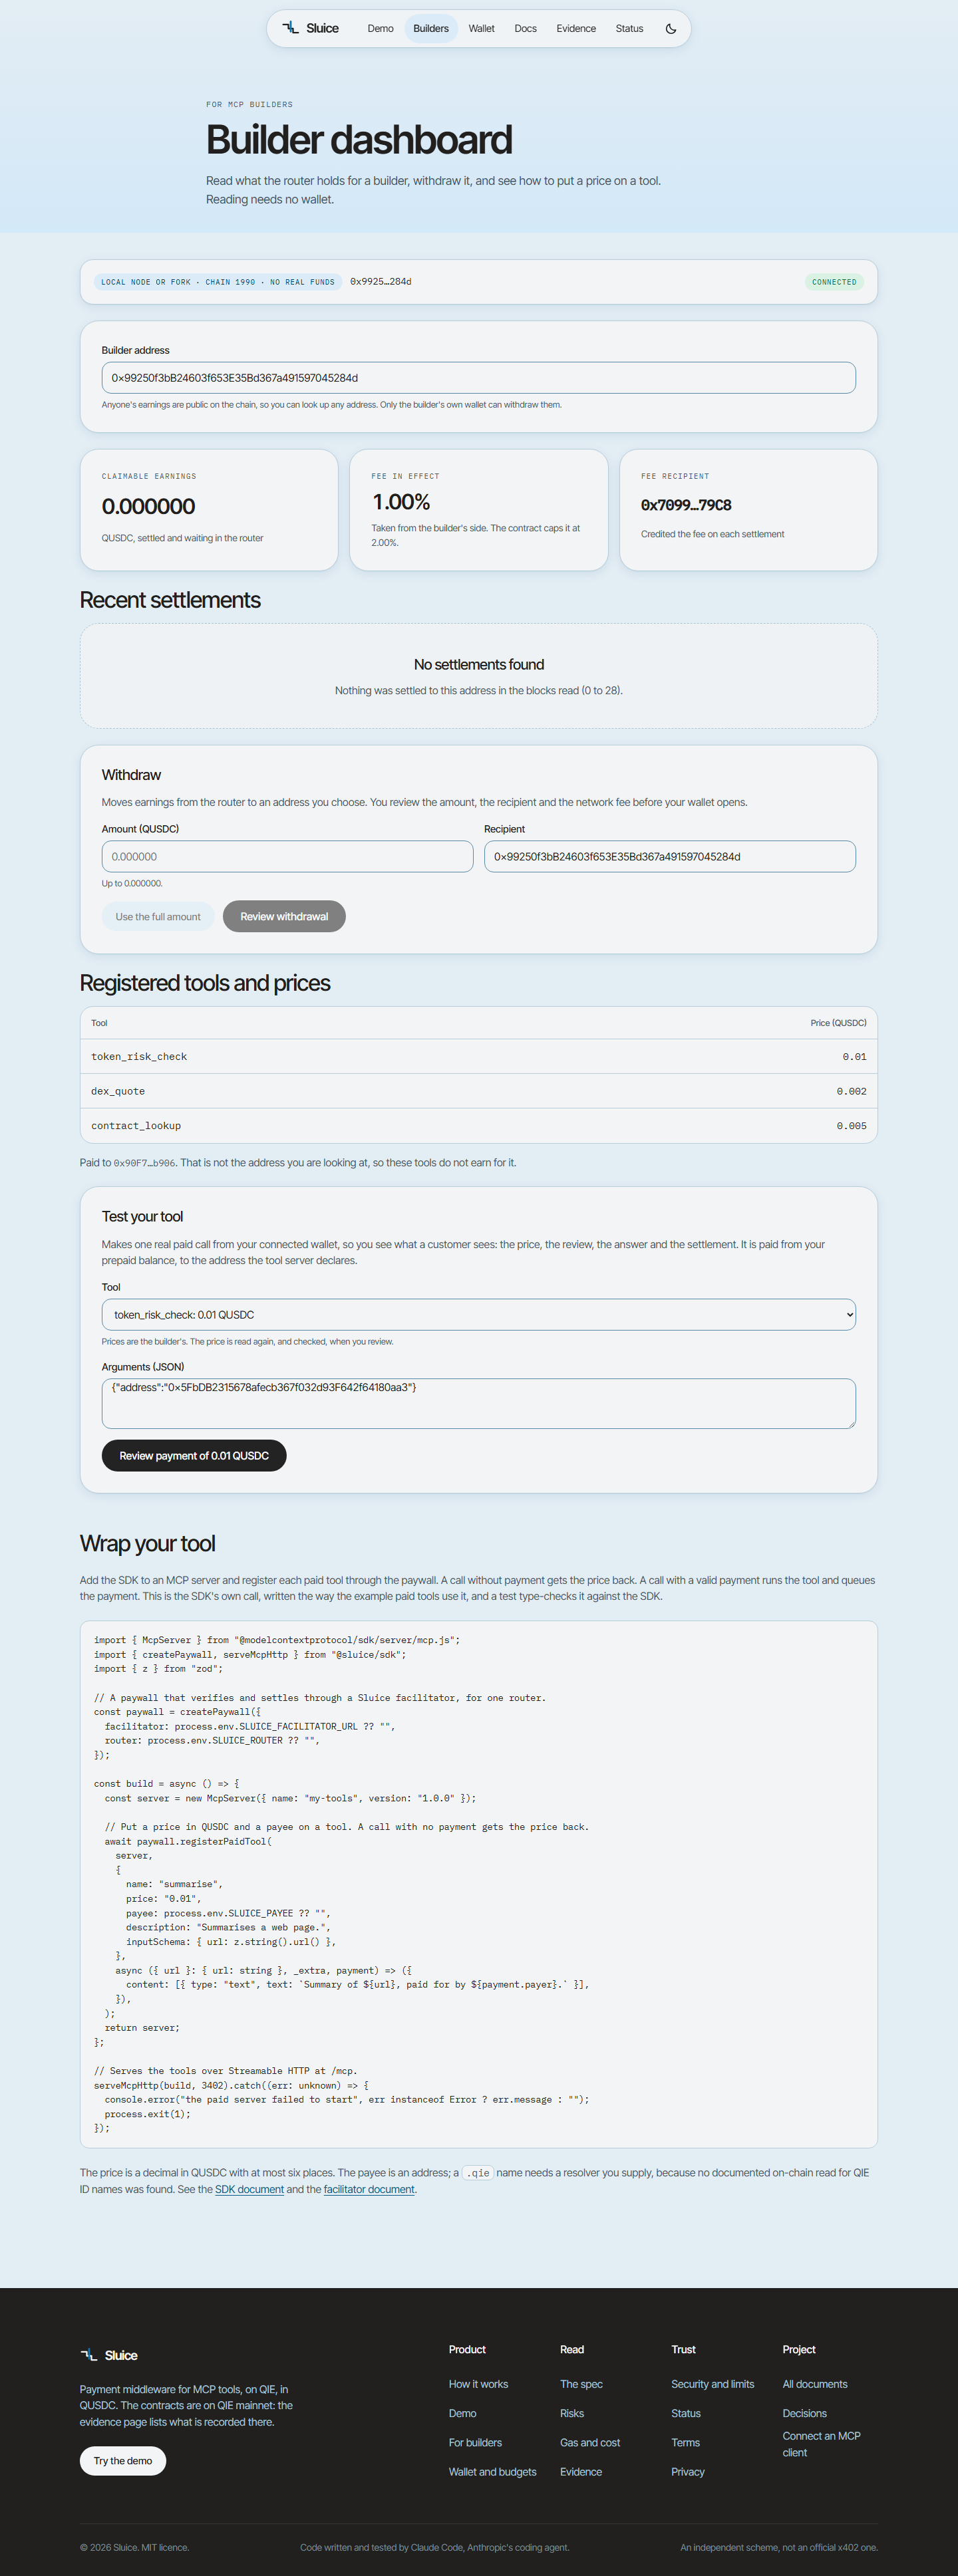 Sluice
Demo
Builders
Wallet
Docs
Evidence
Status
FOR MCP BUILDERS
Builder dashboard
Read what the router holds for a builder, withdraw it, and see how to put a price on a tool.
Reading needs no wallet.
LOCAL NODE OR FORK · CHAIN 1990 · NO REAL FUNDS
0x9925…284d
CONNECTED
Builder address
0x99250f3bB24603f653E35Bd367a491597045284d
Anyone's earnings are public on the chain, so you can look up any address. Only the builder's own wallet can withdraw them.
CLAIMABLE EARNINGS
0.000000
QUSDC, settled and waiting in the router
FEE IN EFFECT
1.00%
Taken from the builder's side. The contract caps it at
2.00%.
FEE RECIPIENT
0x7099…79C8
Credited the fee on each settlement
Recent settlements
No settlements found
Nothing was settled to this address in the blocks read (0 to 28).
Withdraw
Moves earnings from the router to an address you choose. You review the amount, the recipient and the network fee before your wallet opens.
Amount (QUSDC)
0.000000
Up to 0.000000.
Recipient
0x99250f3bB24603f653E35Bd367a491597045284d
Use the full amount
Review withdrawal
Registered tools and prices
Tool
Price (QUSDC)
token_risk_check
0.01
dex_quote
0.002
contract_lookup
0.005
Paid to 0x90F7…b906. That is not the address you are looking at, so these tools do not earn for it.
Test your tool
Makes one real paid call from your connected wallet, so you see what a customer sees: the price, the review, the answer and the settlement. It is paid from your
prepaid balance, to the address the tool server declares.
Tool
token_risk_check: 0.01 QUSDC
Prices are the builder's. The price is read again, and checked, when you review.
Arguments (JSON)
{"address":"0x5FbDB2315678afecb367f032d93F642f64180aa3"}
Review payment of 0.01 QUSDC
Wrap your tool
Add the SDK to an MCP server and register each paid tool through the paywall. A call without payment gets the price back. A call with a valid payment runs the tool and queues
the payment. This is the SDK's own call, written the way the example paid tools use it, and a test type-checks it against the SDK.
import { McpServer } from "@modelcontextprotocol/sdk/server/mcp.js";
import { createPaywall, serveMcpHttp } from "@sluice/sdk";
import { z } from "zod";
// A paywall that verifies and settles through a Sluice facilitator, for one router.
const paywall = createPaywall({
  facilitator: process.env.SLUICE_FACILITATOR_URL ?? "",
  router: process.env.SLUICE_ROUTER ?? "",
});
const build = async () => {
  const server = new McpServer({ name: "my-tools", version: "1.0.0" });
  // Put a price in QUSDC and a payee on a tool. A call with no payment gets the price back.
  await paywall.registerPaidTool(
    server,
    {
      name: "summarise",
      price: "0.01",
      payee: process.env.SLUICE_PAYEE ?? "",
      description: "Summarises a web page.",
      inputSchema: { url: z.string().url() },
    },
    async ({ url }: { url: string }, _extra, payment) => ({
      content: [{ type: "text", text: `Summary of ${url}, paid for by ${payment.payer}.` }],
    }),
  );
  return server;
};
// Serves the tools over Streamable HTTP at /mcp.
serveMcpHttp(build, 3402).catch((err: unknown) => {
  console.error("the paid server failed to start", err instanceof Error ? err.message : "");
  process.exit(1);
});
The price is a decimal in QUSDC with at most six places. The payee is an address; a .qie name needs a resolver you supply, because no documented on-chain read for QIE
ID names was found. See the SDK document and the facilitator document.
Sluice
Payment middleware for MCP tools, on QIE, in
QUSDC. The contracts are on QIE mainnet: the
evidence page lists what is recorded there.
Try the demo
Product
How it works
Demo
For builders
Wallet and budgets
Read
The spec
Risks
Gas and cost
Evidence
Trust
Security and limits
Status
Terms
Privacy
Project
All documents
Decisions
Connect an MCP
client
© 2026 Sluice. MIT licence.
Code written and tested by Claude Code, Anthropic's coding agent.
An independent scheme, not an official x402 one.